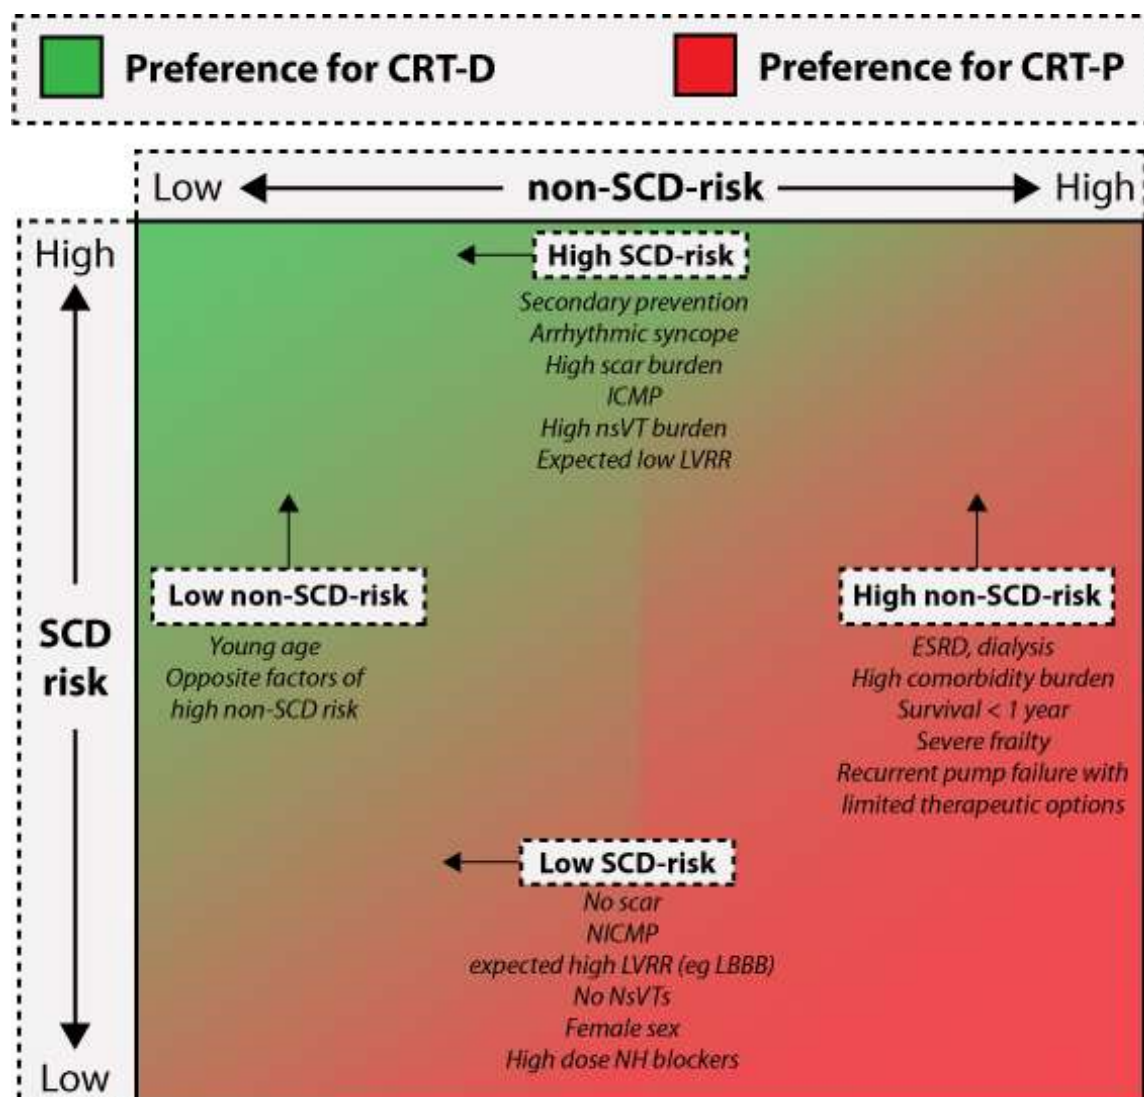 Preference for CRT-D
Preference for CRT-P
Low
non-SCD-risk
High
High
SCD
risk
Low
High SCD-risk
Secondary prevention
Arrhythmic syncope
High scar burden
ICMP
High nsVT burden
Expected low LVRR
Low non-SCD-risk
Young age
Opposite factors of
high non-SCD risk
High non-SCD-risk
ESRD, dialysis
High comorbidity burden
Survival < 1 year
Severe frailty
Recurrent pump failure with
limited therapeutic options
Low SCD-risk
No scar
NICMP
expected high LVRR (eg LBBB)
No NsVTs
Female sex
High dose NH blockers